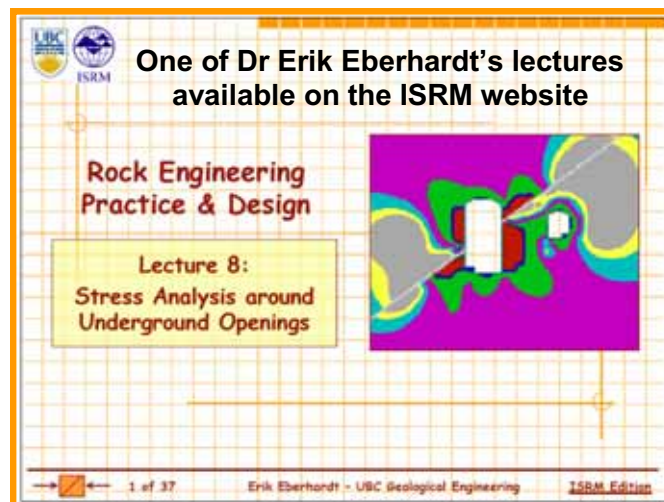 UBC
ISRM
One of Dr Erik Eberhardt's lectures
available on the ISRM website
Rock Engineering
Practice & Design
Lecture 8:
Stress Analysis around
Underground Openings
1 of 37
Erik Eberhardt - UBC Geological Engineering
ISRM Edition